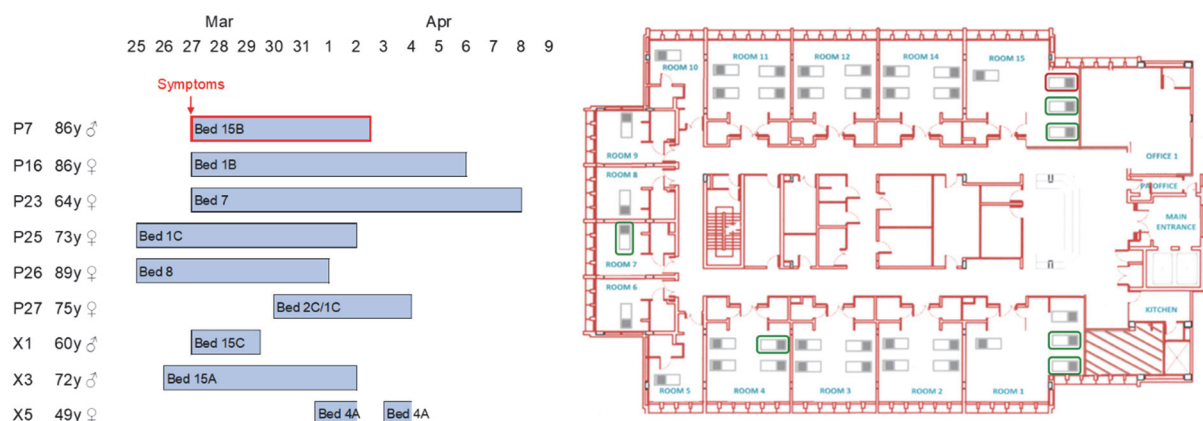 Mar Apr
25 26 27 28 29 30 31 1 2 3 4 5 6 7 8 9
Symptoms
P7 86y ♂ Bed 15B
P16 86y ♀ Bed 1B
P23 64y ♀ Bed 7
P25 73y ♀ Bed 1C
P26 89y ♀ Bed 8
P27 75y ♀ Bed 2C/1C
X1 60y ♂ Bed 15C
X3 72y ♂ Bed 15A
X5 49y ♀ Bed 4A Bed 4A
ROOM 10 ROOM 11 ROOM 12 ROOM 14 ROOM 15
ROOM 9 OFFICE 1
ROOM 8
PR OFFICE
MAIN
ENTRANCE
ROOM 7
ROOM 6
KITCHEN
ROOM 5 ROOM 4 ROOM 3 ROOM 2 ROOM 1